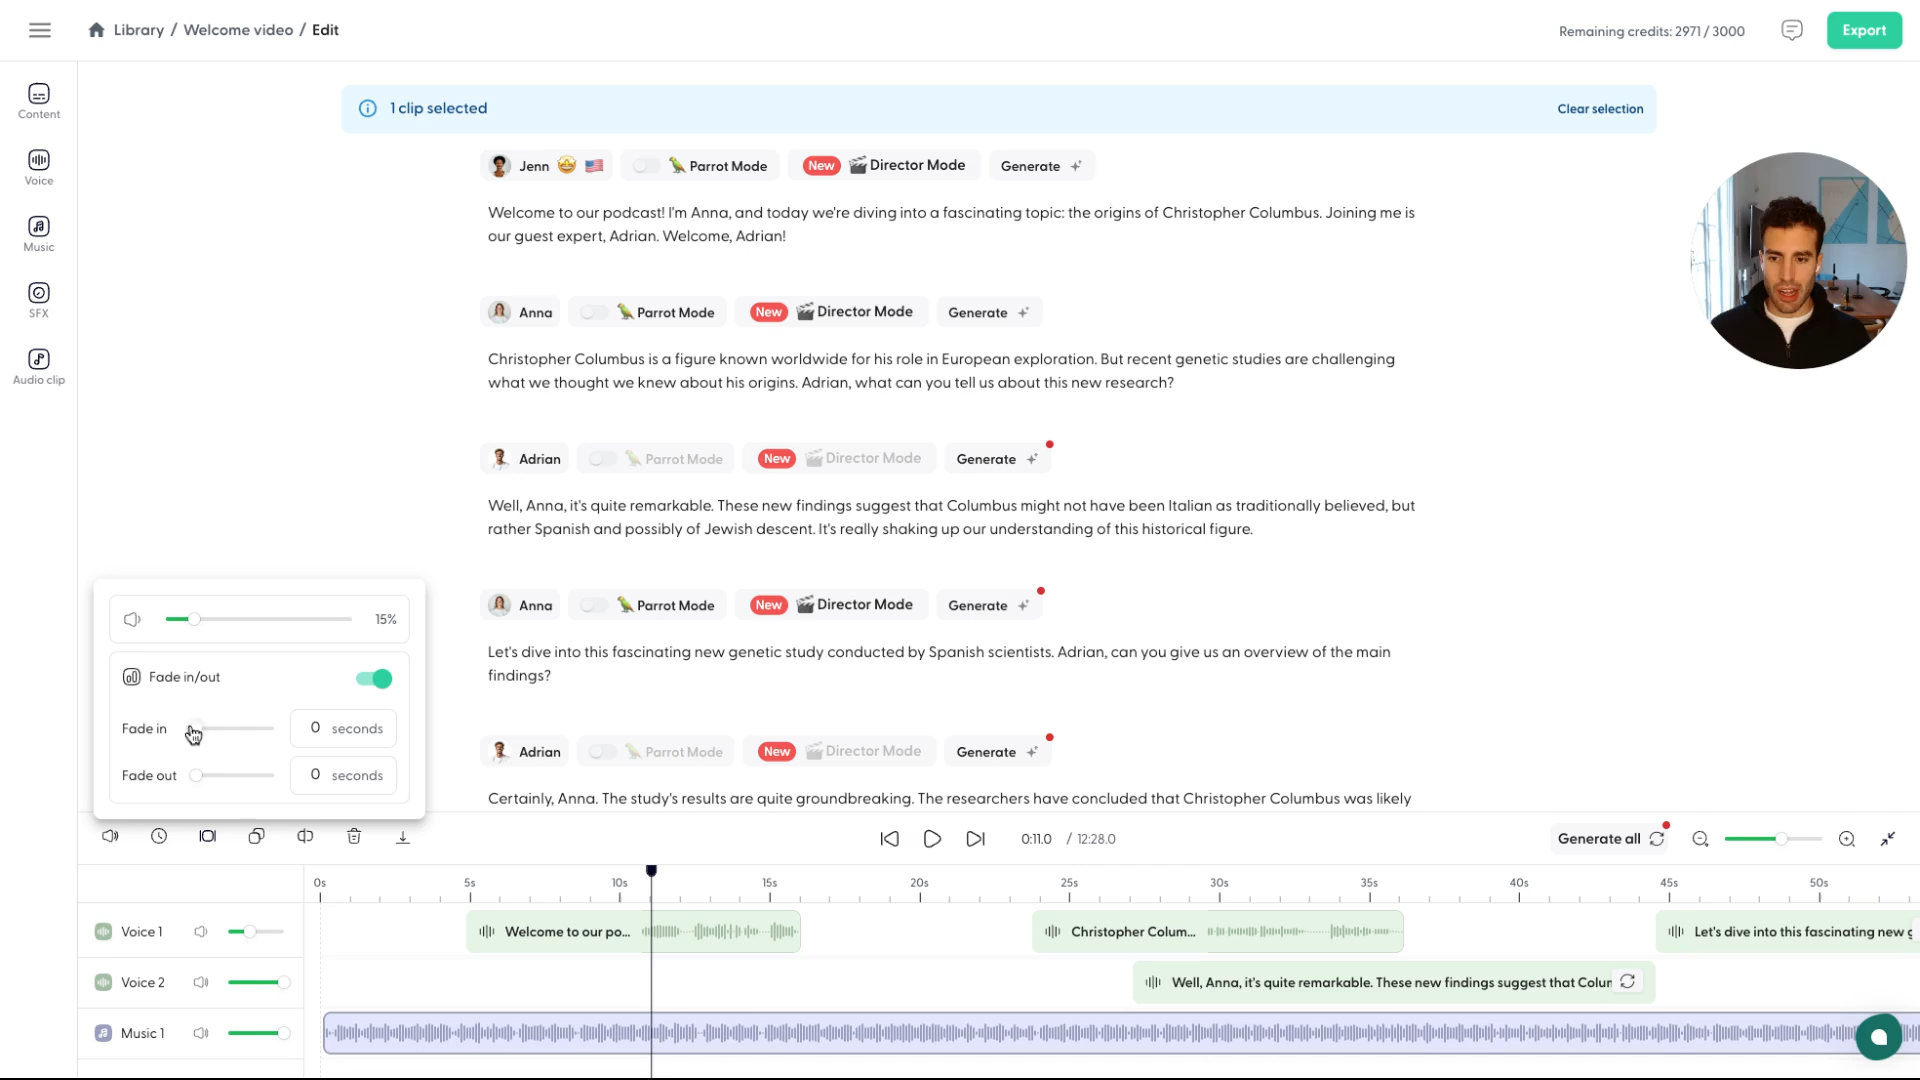 Library / Welcome video / Edit
Remaining credits: 2971 / 3000
Export
Content
Voice
Music
SFX
Audio clip
1 clip selected
Clear selection
Jenn 🤩 🇺🇸 🦜 Parrot Mode New 🎬 Director Mode Generate
Welcome to our podcast! I'm Anna, and today we're diving into a fascinating topic: the origins of Christopher Columbus. Joining me is
our guest expert, Adrian. Welcome, Adrian!
Anna 🦜 Parrot Mode New 🎬 Director Mode Generate
Christopher Columbus is a figure known worldwide for his role in European exploration. But recent genetic studies are challenging
what we thought we knew about his origins. Adrian, what can you tell us about this new research?
Adrian 🦜 Parrot Mode New 🎬 Director Mode Generate
Well, Anna, it's quite remarkable. These new findings suggest that Columbus might not have been Italian as traditionally believed, but
rather Spanish and possibly of Jewish descent. It's really shaking up our understanding of this historical figure.
Anna 🦜 Parrot Mode New 🎬 Director Mode Generate
Let's dive into this fascinating new genetic study conducted by Spanish scientists. Adrian, can you give us an overview of the main
findings?
Adrian 🦜 Parrot Mode New 🎬 Director Mode Generate
Certainly, Anna. The study's results are quite groundbreaking. The researchers have concluded that Christopher Columbus was likely
15%
Fade in/out
Fade in 0 seconds
Fade out 0 seconds
0:11.0 / 12:28.0
Generate all
0s 5s 10s 15s 20s 25s 30s 35s 40s 45s 50s
Voice 1 Welcome to our po... Christopher Colum... Let's dive into this fascinating new g
Voice 2 Well, Anna, it's quite remarkable. These new findings suggest that Colum
Music 1